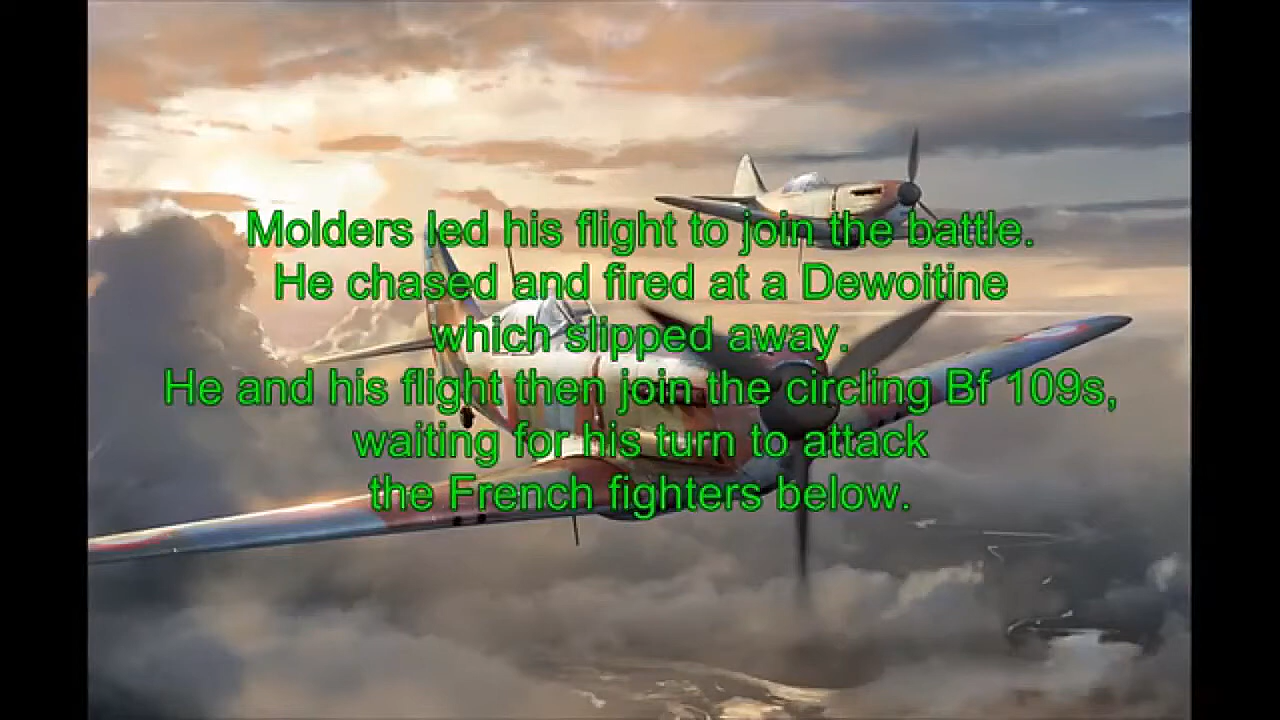 Molders led his flight to join the battle.
He chased and fired at a Dewoitine
which slipped away.
He and his flight then join the circling Bf 109s,
waiting for his turn to attack
the French fighters below.